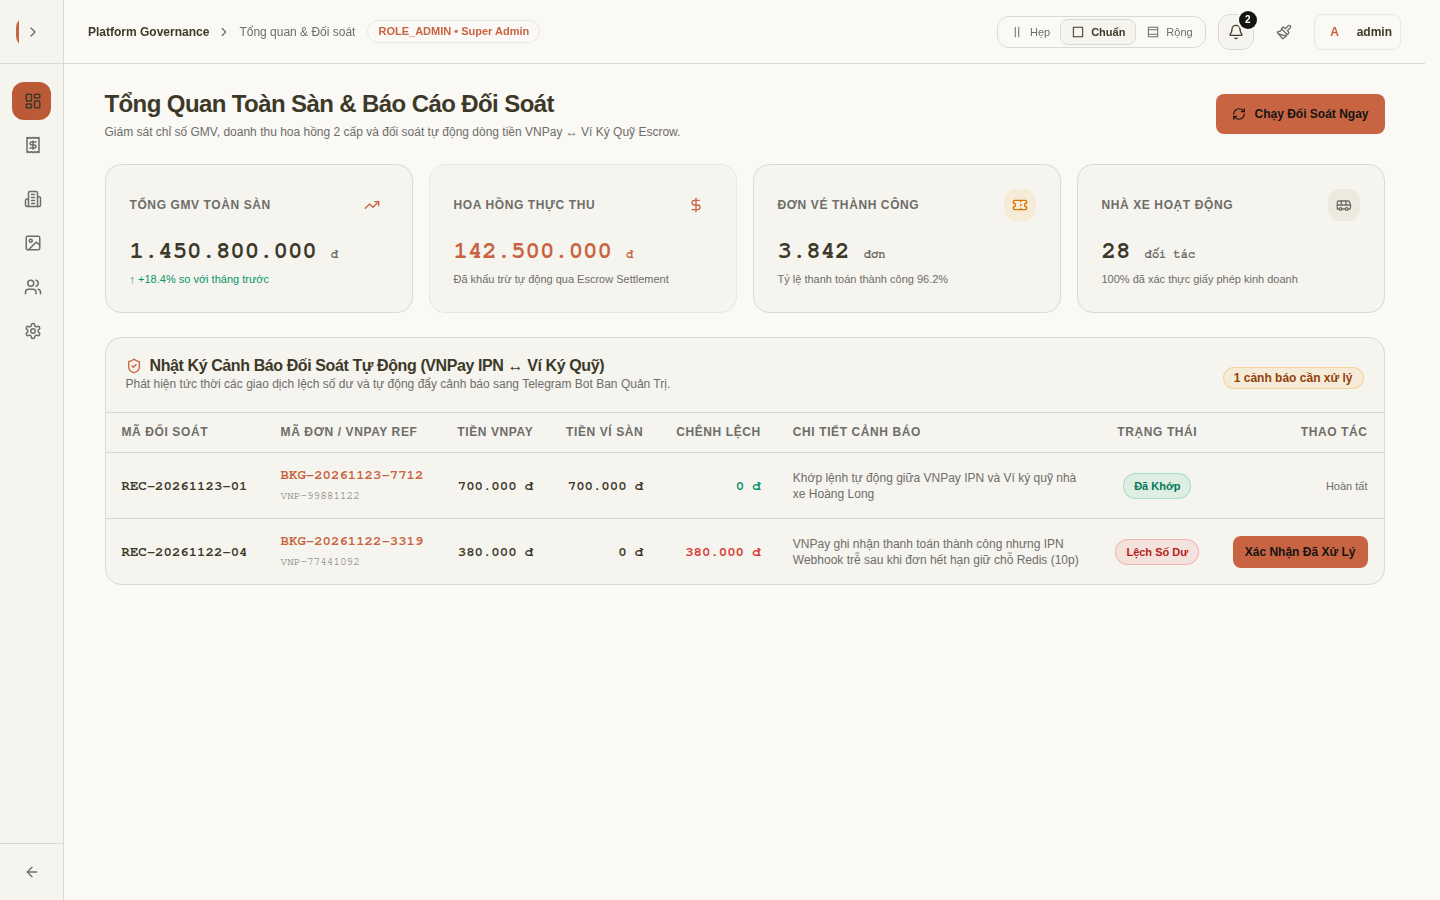 Platform Governance
Tổng quan & Đối soát
ROLE_ADMIN • Super Admin
Hẹp
Chuẩn
Rộng
2
A
admin
Tổng Quan Toàn Sàn & Báo Cáo Đối Soát
Giám sát chỉ số GMV, doanh thu hoa hồng 2 cấp và đối soát tự động dòng tiền VNPay ↔ Ví Ký Quỹ Escrow.
Chạy Đối Soát Ngay
TỔNG GMV TOÀN SÀN
1.450.800.000 đ
↑ +18.4% so với tháng trước
HOA HỒNG THỰC THU
142.500.000 đ
Đã khấu trừ tự động qua Escrow Settlement
ĐƠN VÉ THÀNH CÔNG
3.842 đơn
Tỷ lệ thanh toán thành công 96.2%
NHÀ XE HOẠT ĐỘNG
28 đối tác
100% đã xác thực giấy phép kinh doanh
Nhật Ký Cảnh Báo Đối Soát Tự Động (VNPay IPN ↔ Ví Ký Quỹ)
Phát hiện tức thời các giao dịch lệch số dư và tự động đẩy cảnh báo sang Telegram Bot Ban Quản Trị.
1 cảnh báo cần xử lý
MÃ ĐỐI SOÁT
MÃ ĐƠN / VNPAY REF
TIỀN VNPAY
TIỀN VÍ SÀN
CHÊNH LỆCH
CHI TIẾT CẢNH BÁO
TRẠNG THÁI
THAO TÁC
REC-20261123-01
BKG-20261123-7712
VNP-99881122
700.000 đ
700.000 đ
0 đ
Khớp lệnh tự động giữa VNPay IPN và Ví ký quỹ nhà
xe Hoàng Long
Đã Khớp
Hoàn tất
REC-20261122-04
BKG-20261122-3319
VNP-77441092
380.000 đ
0 đ
380.000 đ
VNPay ghi nhận thanh toán thành công nhưng IPN
Webhook trễ sau khi đơn hết hạn giữ chỗ Redis (10p)
Lệch Số Dư
Xác Nhận Đã Xử Lý